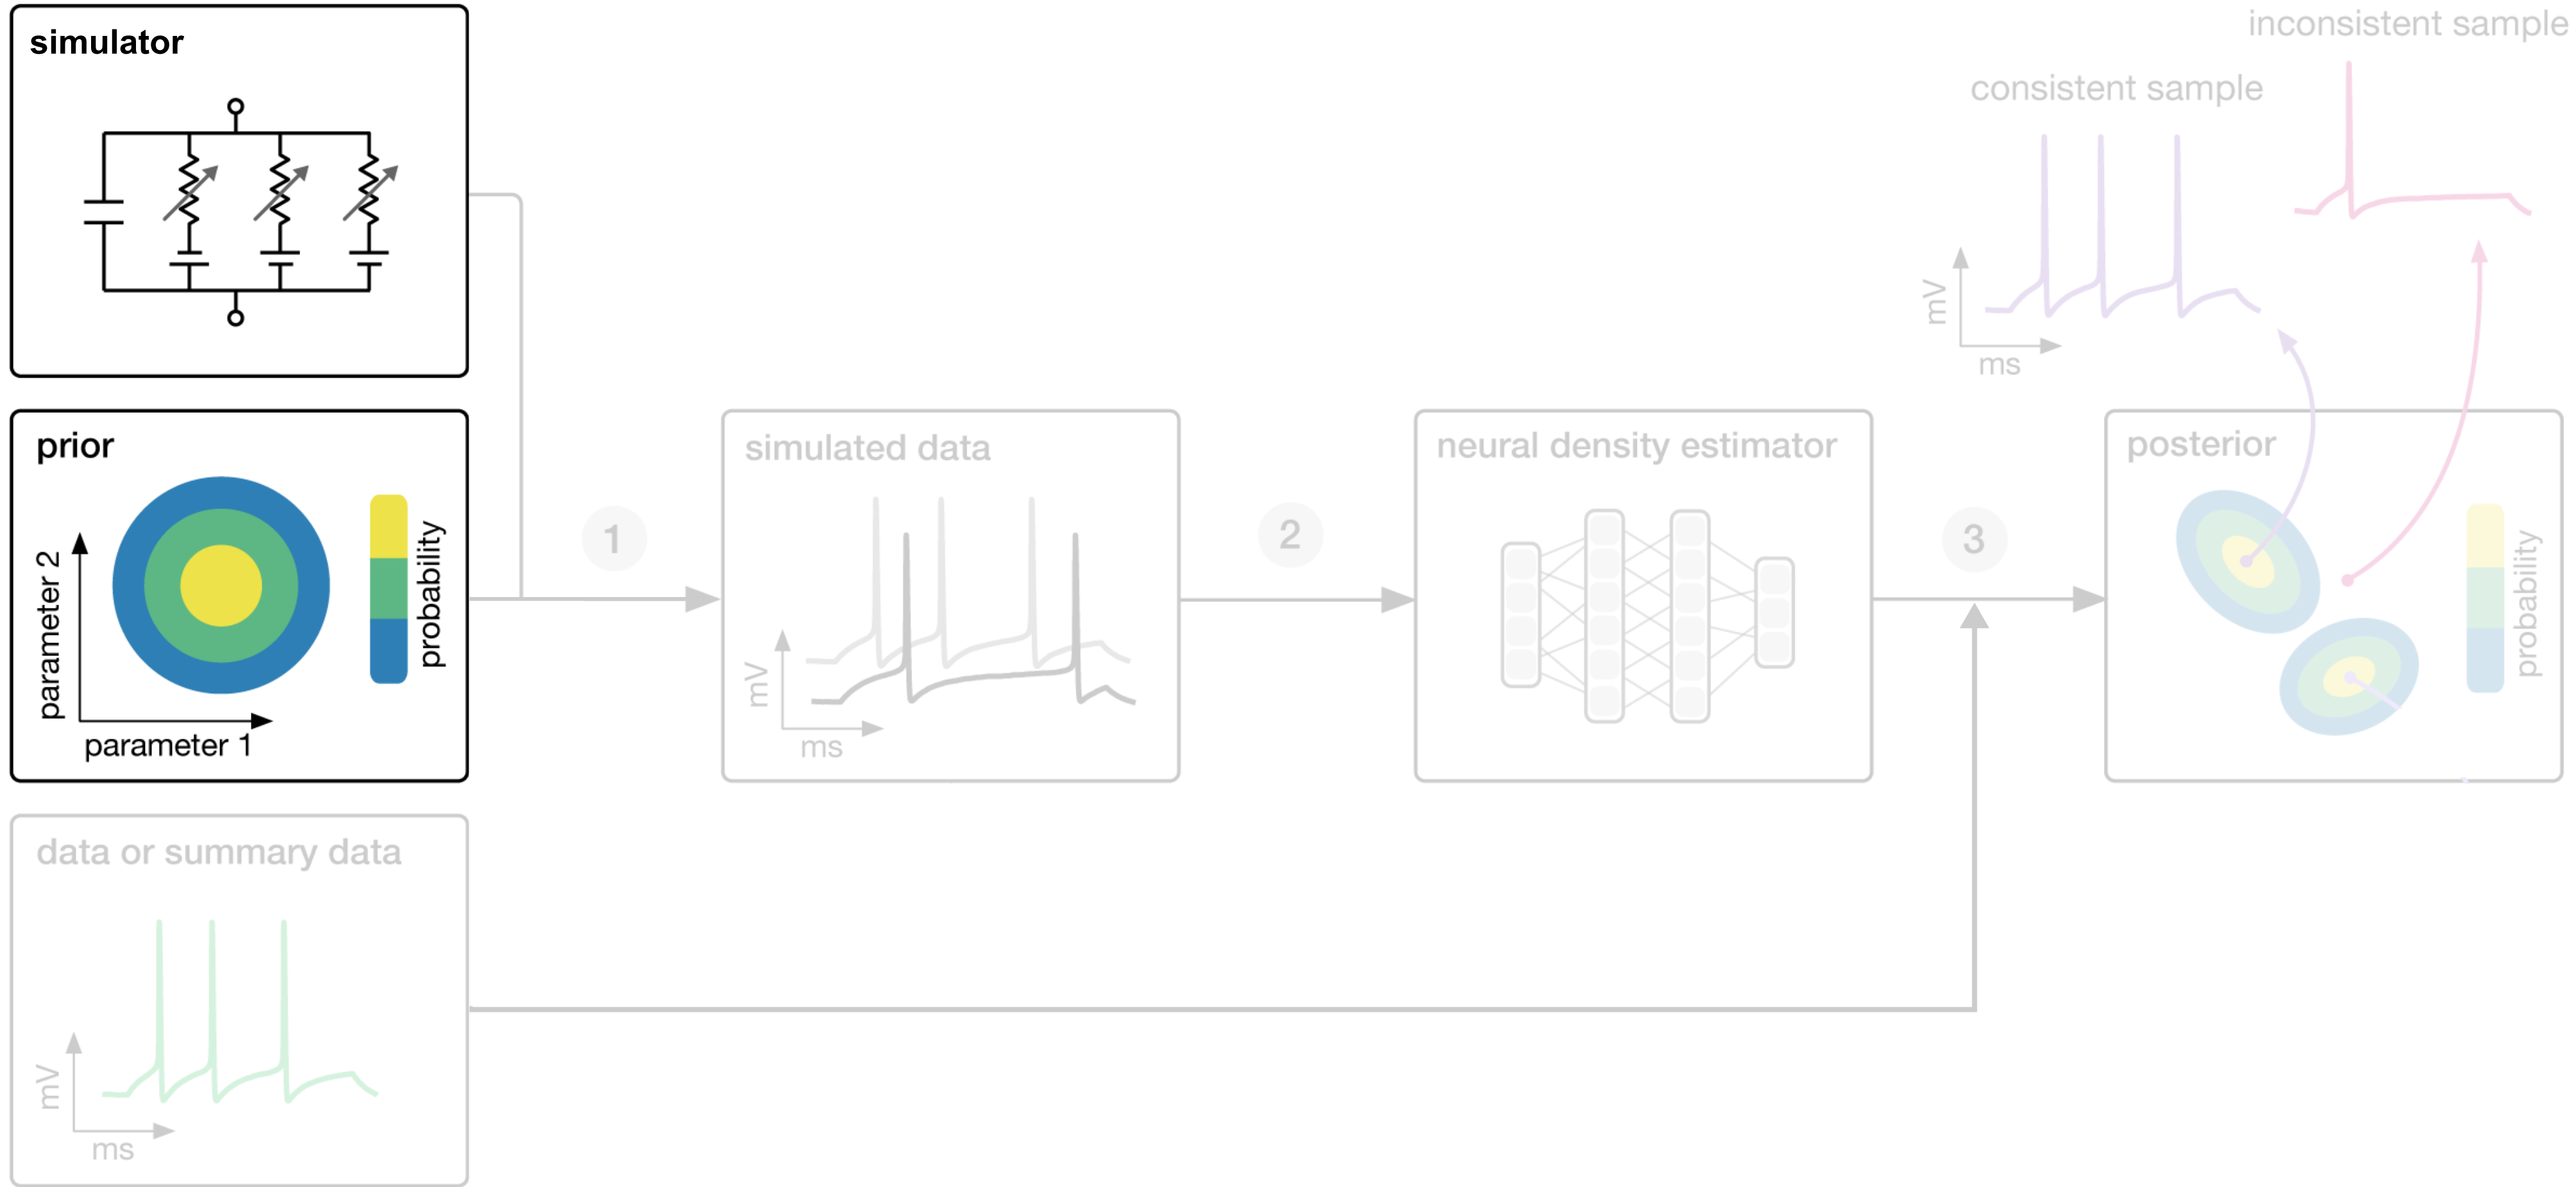 simulator
prior
parameter 2
parameter 1
probability
data or summary data
mV
ms
1
simulated data
mV
ms
2
neural density estimator
3
inconsistent sample
consistent sample
mV
ms
posterior
probability